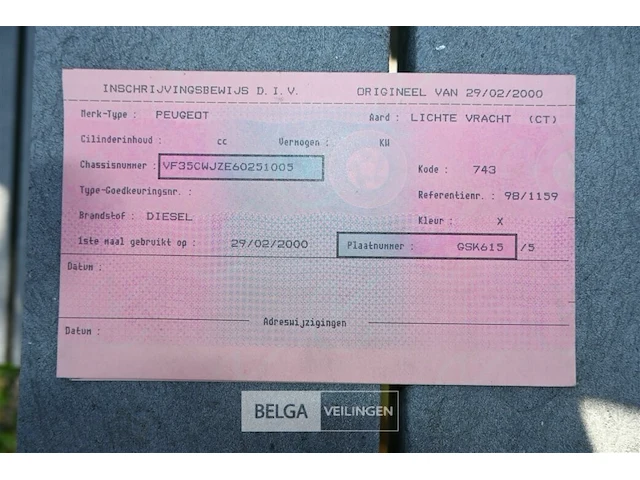 INSCHRIJVINGSBEWIJS D.I.V. ORIGINEEL VAN 29/02/2000
Merk-Type : PEUGEOT Aard : LICHTE VRACHT (CT)
Cilinderinhoud : cc Vermogen : KW
Chassisnummer : VF35CWJZE60251005 Kode : 743
Type-Goedkeuringsnr. : Referentienr. : 98/1159
Brandstof : DIESEL Kleur : X
1ste maal gebruikt op : 29/02/2000 Plaatnummer : GSK615 /5
Datum :
Adreswijzigingen
Datum :
BELGA VEILINGEN